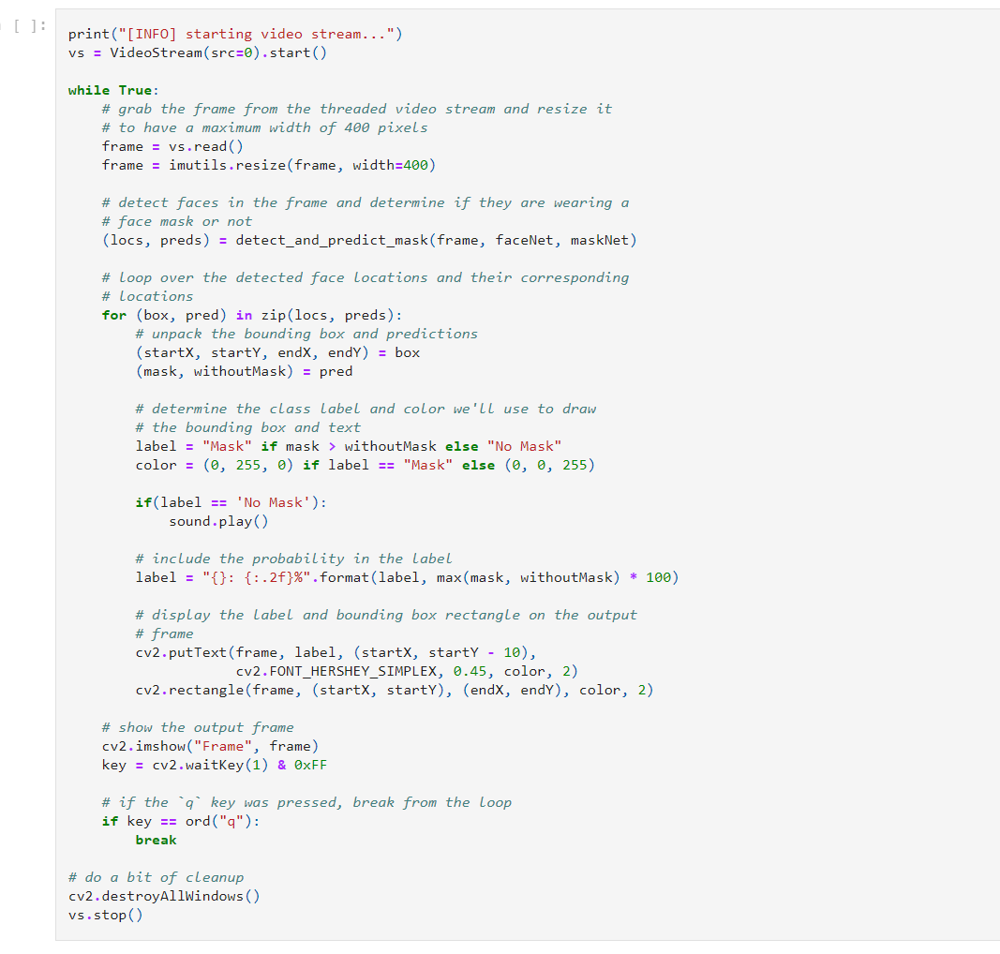 [ ]:
print("[INFO] starting video stream...")
vs = VideoStream(src=0).start()

while True:
    # grab the frame from the threaded video stream and resize it
    # to have a maximum width of 400 pixels
    frame = vs.read()
    frame = imutils.resize(frame, width=400)

    # detect faces in the frame and determine if they are wearing a
    # face mask or not
    (locs, preds) = detect_and_predict_mask(frame, faceNet, maskNet)

    # loop over the detected face locations and their corresponding
    # locations
    for (box, pred) in zip(locs, preds):
        # unpack the bounding box and predictions
        (startX, startY, endX, endY) = box
        (mask, withoutMask) = pred

        # determine the class label and color we'll use to draw
        # the bounding box and text
        label = "Mask" if mask > withoutMask else "No Mask"
        color = (0, 255, 0) if label == "Mask" else (0, 0, 255)

        if(label == 'No Mask'):
            sound.play()

        # include the probability in the label
        label = "{}: {:.2f}%".format(label, max(mask, withoutMask) * 100)

        # display the label and bounding box rectangle on the output
        # frame
        cv2.putText(frame, label, (startX, startY - 10),
                    cv2.FONT_HERSHEY_SIMPLEX, 0.45, color, 2)
        cv2.rectangle(frame, (startX, startY), (endX, endY), color, 2)

    # show the output frame
    cv2.imshow("Frame", frame)
    key = cv2.waitKey(1) & 0xFF

    # if the `q` key was pressed, break from the loop
    if key == ord("q"):
        break

# do a bit of cleanup
cv2.destroyAllWindows()
vs.stop()